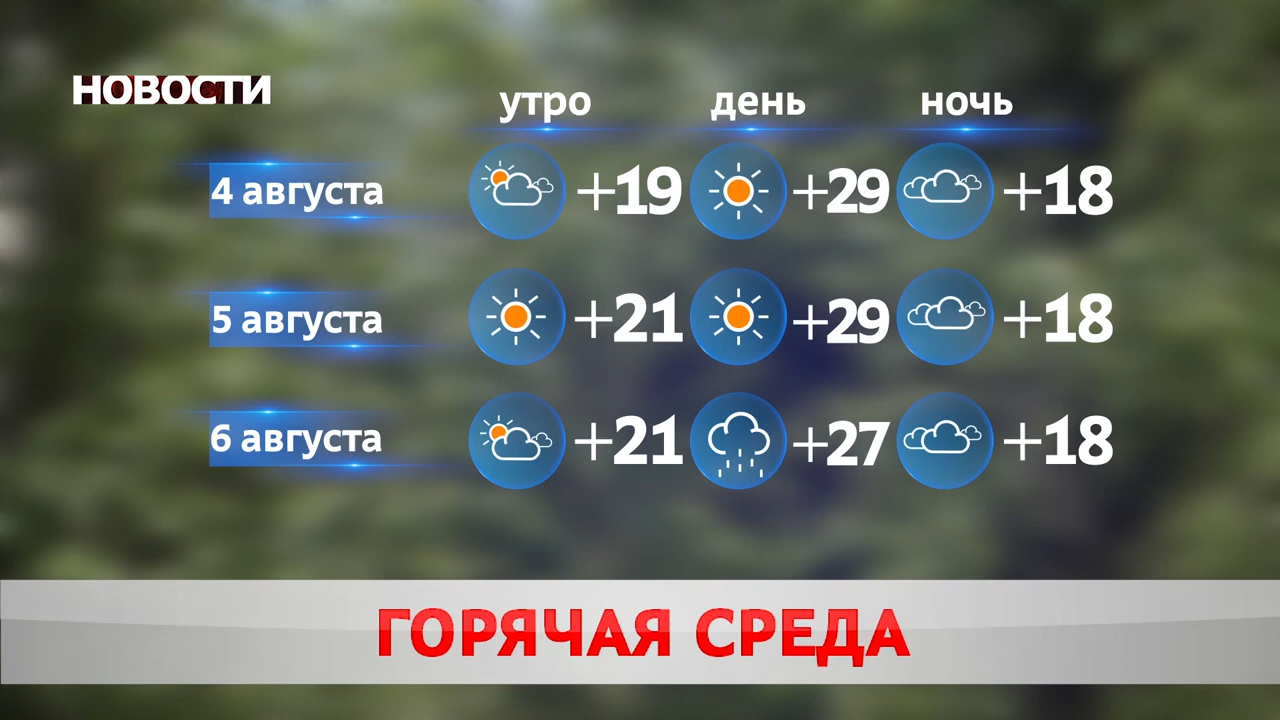 НОВОСТИ
утро день ночь
4 августа +19 +29 +18
5 августа +21 +29 +18
6 августа +21 +27 +18
ГОРЯЧАЯ СРЕДА